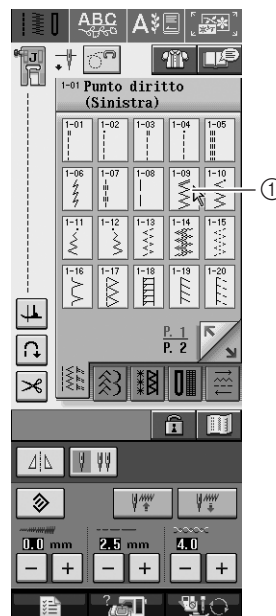 ABC A
J
1-01 Punto diritto
(Sinistra)
1-01 1-02 1-03 1-04 1-05
1-06 1-07 1-08 1-09 1-10
1
1-11 1-12 1-13 1-14 1-15
1-16 1-17 1-18 1-19 1-20
P. 1
P. 2
0.0 mm 2.5 mm 4.0
- + - + - +
?